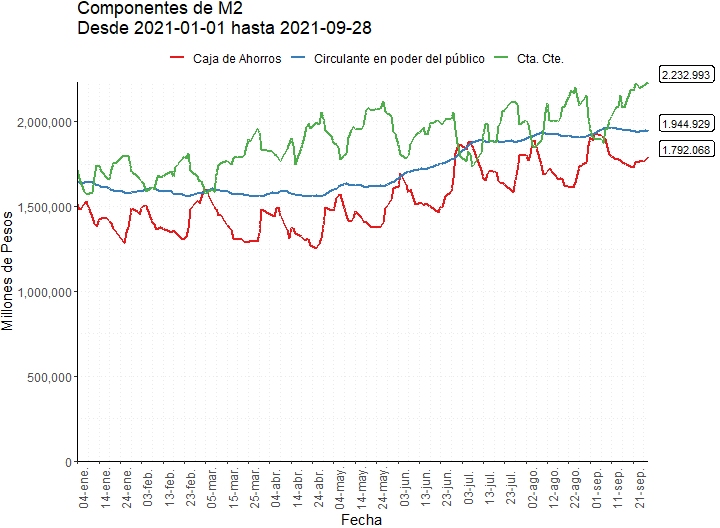 Componentes de M2
Desde 2021-01-01 hasta 2021-09-28
Caja de Ahorros Circulante en poder del público Cta. Cte.
2.232.993
1.944.929
1.792.068
Millones de Pesos
2,000,000
1,500,000
1,000,000
500,000
0
04-ene. 14-ene. 24-ene. 03-feb. 13-feb. 23-feb. 05-mar. 15-mar. 25-mar. 04-abr. 14-abr. 24-abr. 04-may. 14-may. 24-may. 03-jun. 13-jun. 23-jun. 03-jul. 13-jul. 23-jul. 02-ago. 12-ago. 22-ago. 01-sep. 11-sep. 21-sep.
Fecha